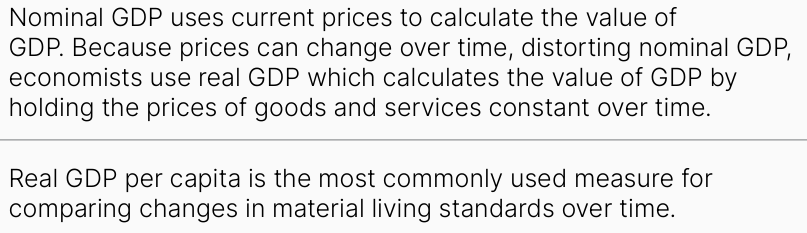 Nominal GDP uses current prices to calculate the value of
GDP. Because prices can change over time, distorting nominal GDP,
economists use real GDP which calculates the value of GDP by
holding the prices of goods and services constant over time.
Real GDP per capita is the most commonly used measure for
comparing changes in material living standards over time.